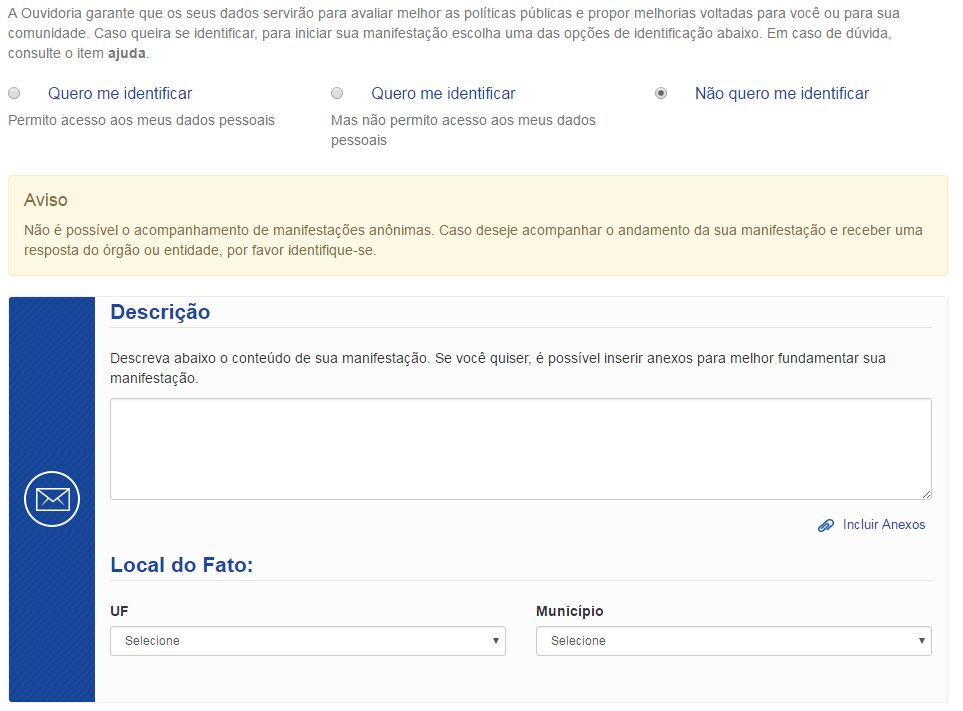 A Ouvidoria garante que os seus dados servirão para avaliar melhor as políticas públicas e propor melhorias voltadas para você ou para sua
comunidade. Caso queira se identificar, para iniciar sua manifestação escolha uma das opções de identificação abaixo. Em caso de dúvida,
consulte o item ajuda.
Quero me identificar
Permito acesso aos meus dados pessoais
Quero me identificar
Mas não permito acesso aos meus dados
pessoais
Não quero me identificar
Aviso
Não é possível o acompanhamento de manifestações anônimas. Caso deseje acompanhar o andamento da sua manifestação e receber uma
resposta do órgão ou entidade, por favor identifique-se.
Descrição
Descreva abaixo o conteúdo de sua manifestação. Se você quiser, é possível inserir anexos para melhor fundamentar sua
manifestação.
Incluir Anexos
Local do Fato:
UF
Selecione
Município
Selecione